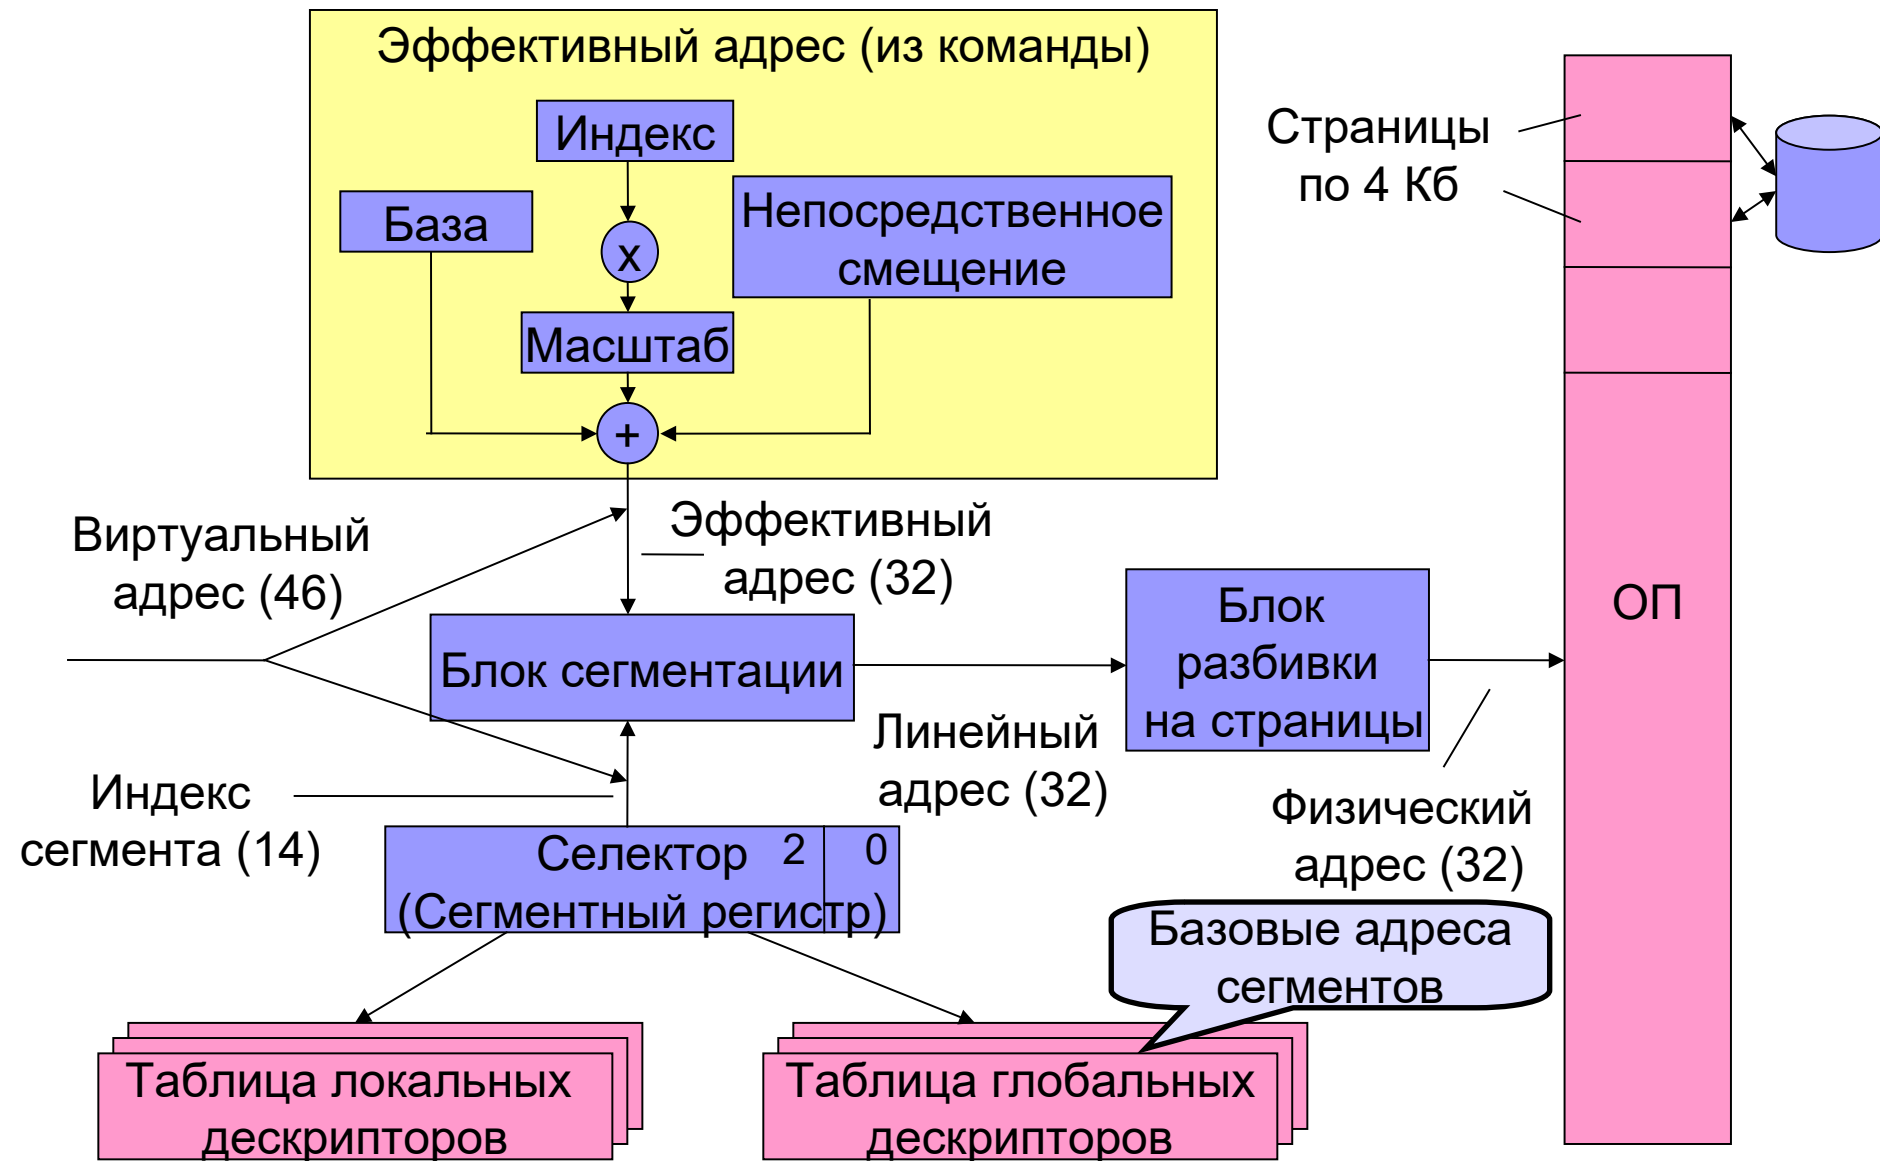 Эффективный адрес (из команды)
Индекс
База
Непосредственное
смещение
x
Масштаб
+
Страницы
по 4 Кб
Виртуальный
адрес (46)
Эффективный
адрес (32)
Блок сегментации
Блок
разбивки
на страницы
ОП
Линейный
адрес (32)
Индекс
сегмента (14)
Физический
адрес (32)
Селектор 2 0
(Сегментный регистр)
Базовые адреса
сегментов
Таблица локальных
дескрипторов
Таблица глобальных
дескрипторов